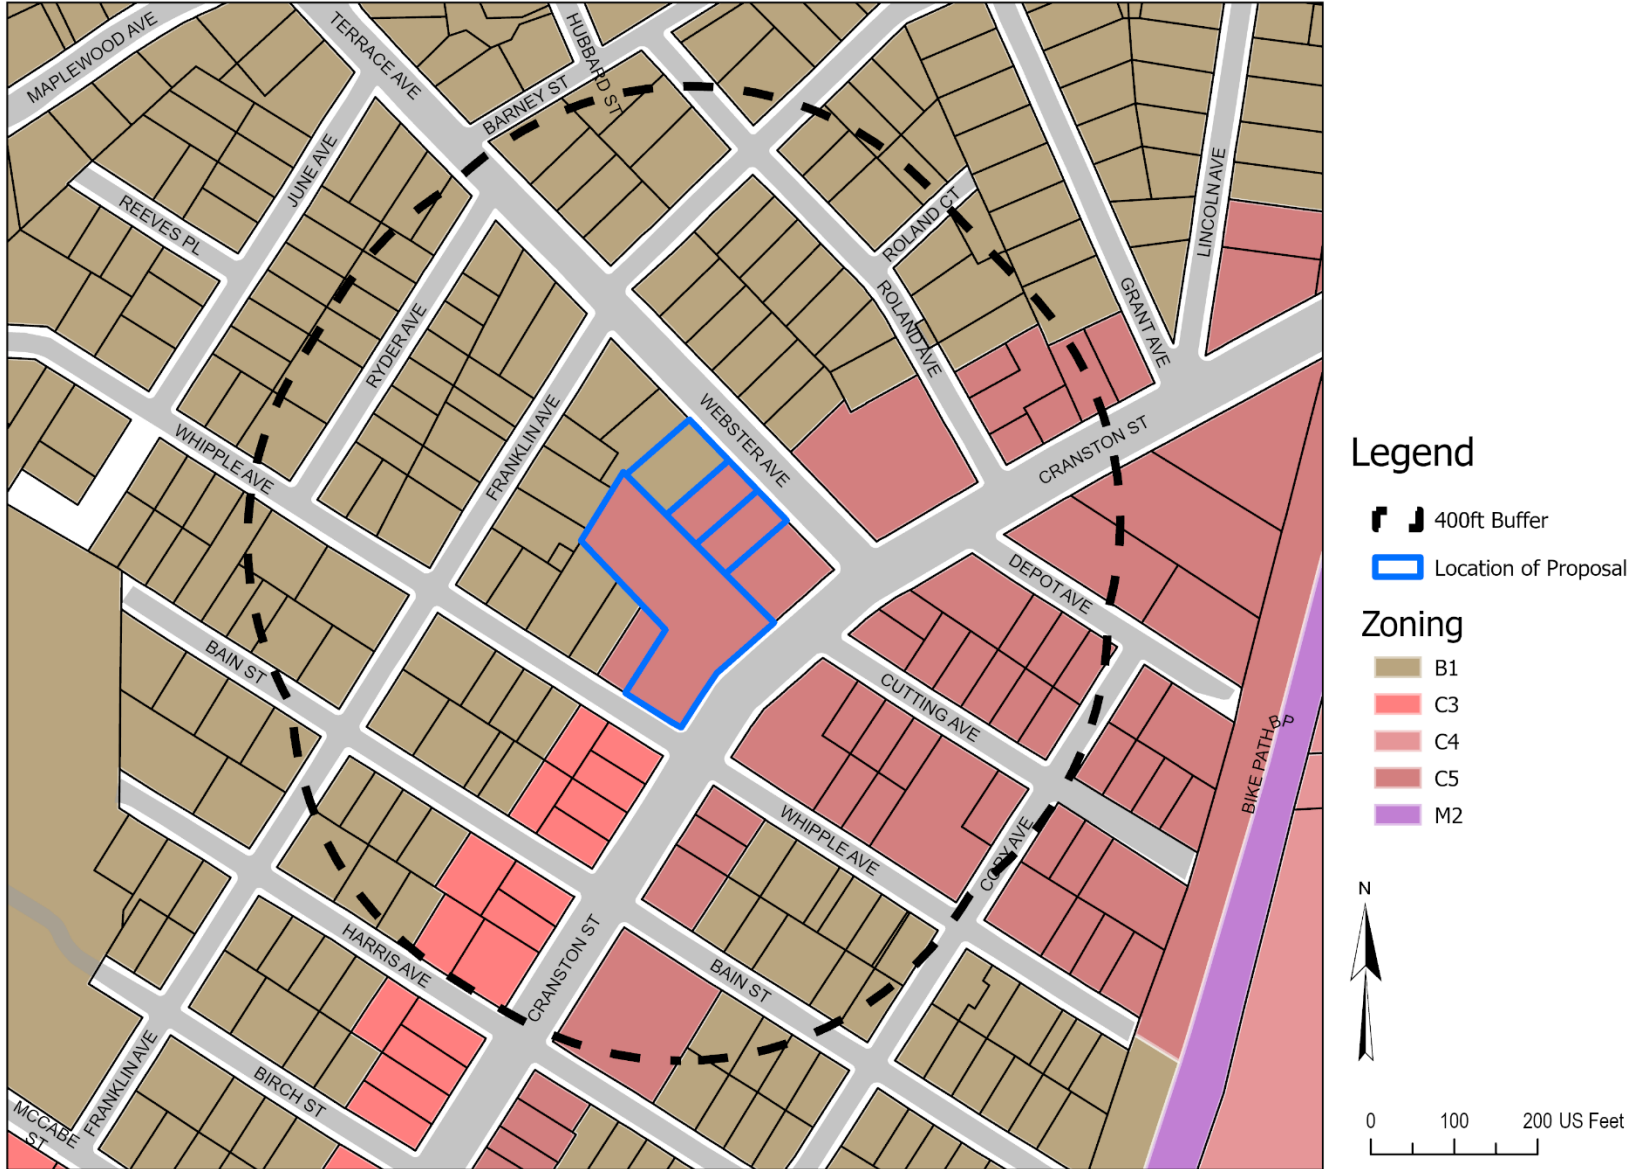 MAPLEWOOD AVE
TERRACE AVE
HUBBARD ST
BARNEY ST
JUNE AVE
REEVES PL
LINCOLN AVE
ROLAND CT
ROLAND AVE
GRANT AVE
RYDER AVE
FRANKLIN AVE
WEBSTER AVE
WHIPPLE AVE
CRANSTON ST
DEPOT AVE
BAIN ST
CUTTING AVE
BIKE PATH
BP
WHIPPLE AVE
CORY AVE
HARRIS AVE
CRANSTON ST
BAIN ST
FRANKLIN AVE
BIRCH ST
MCCABE
ST
Legend
400ft Buffer
Location of Proposal
Zoning
B1
C3
C4
C5
M2
N
0 100 200 US Feet